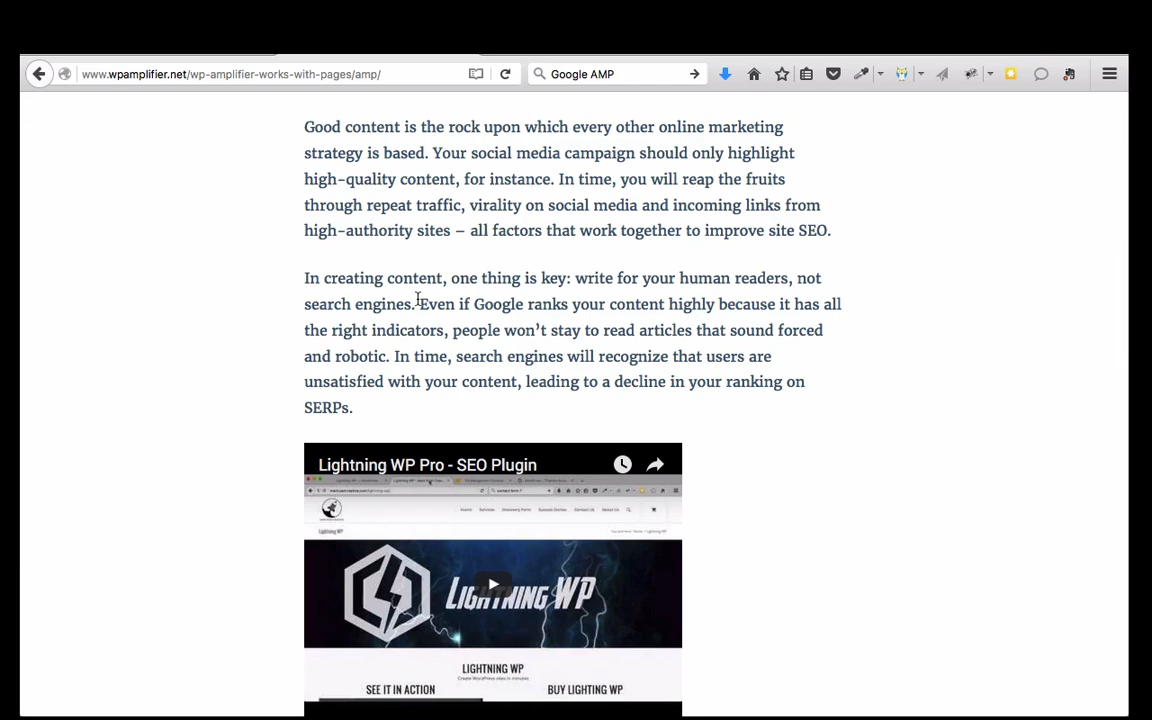 www.wpamplifier.net/wp-amplifier-works-with-pages/amp/
Google AMP
Good content is the rock upon which every other online marketing
strategy is based. Your social media campaign should only highlight
high-quality content, for instance. In time, you will reap the fruits
through repeat traffic, virality on social media and incoming links from
high-authority sites – all factors that work together to improve site SEO.
In creating content, one thing is key: write for your human readers, not
search engines. Even if Google ranks your content highly because it has all
the right indicators, people won't stay to read articles that sound forced
and robotic. In time, search engines will recognize that users are
unsatisfied with your content, leading to a decline in your ranking on
SERPs.
Lightning WP Pro - SEO Plugin
Lightning WP
LIGHTNING WP
LIGHTNING WP
Create WordPress sites in minutes
SEE IT IN ACTION
BUY LIGHTING WP